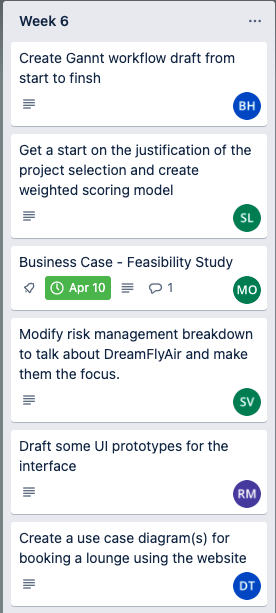 Week 6
Create Gannt workflow draft from
start to finsh
BH
Get a start on the justification of the
project selection and create
weighted scoring model
SL
Business Case - Feasibility Study
Apr 10 1 MO
Modify risk management breakdown
to talk about DreamFlyAir and make
them the focus.
SV
Draft some UI prototypes for the
interface
RM
Create a use case diagram(s) for
booking a lounge using the website
DT